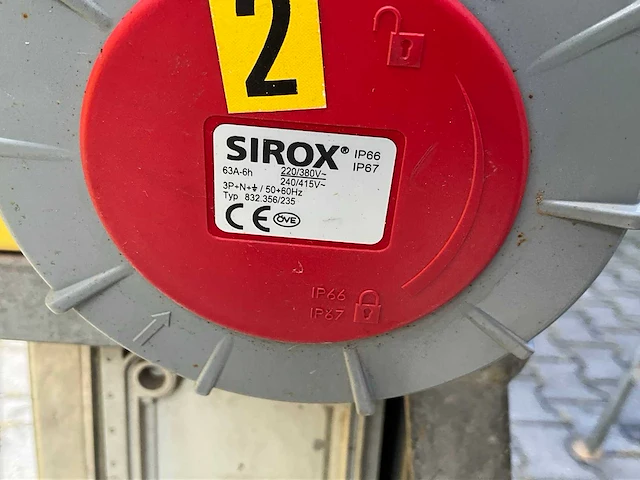 2
SIROX® IP66
IP67
63A-6h 220/380V~
240/415V~
3P+N+⏚ / 50+60Hz
Typ 832.356/235
CE ÖVE
IP66
IP67